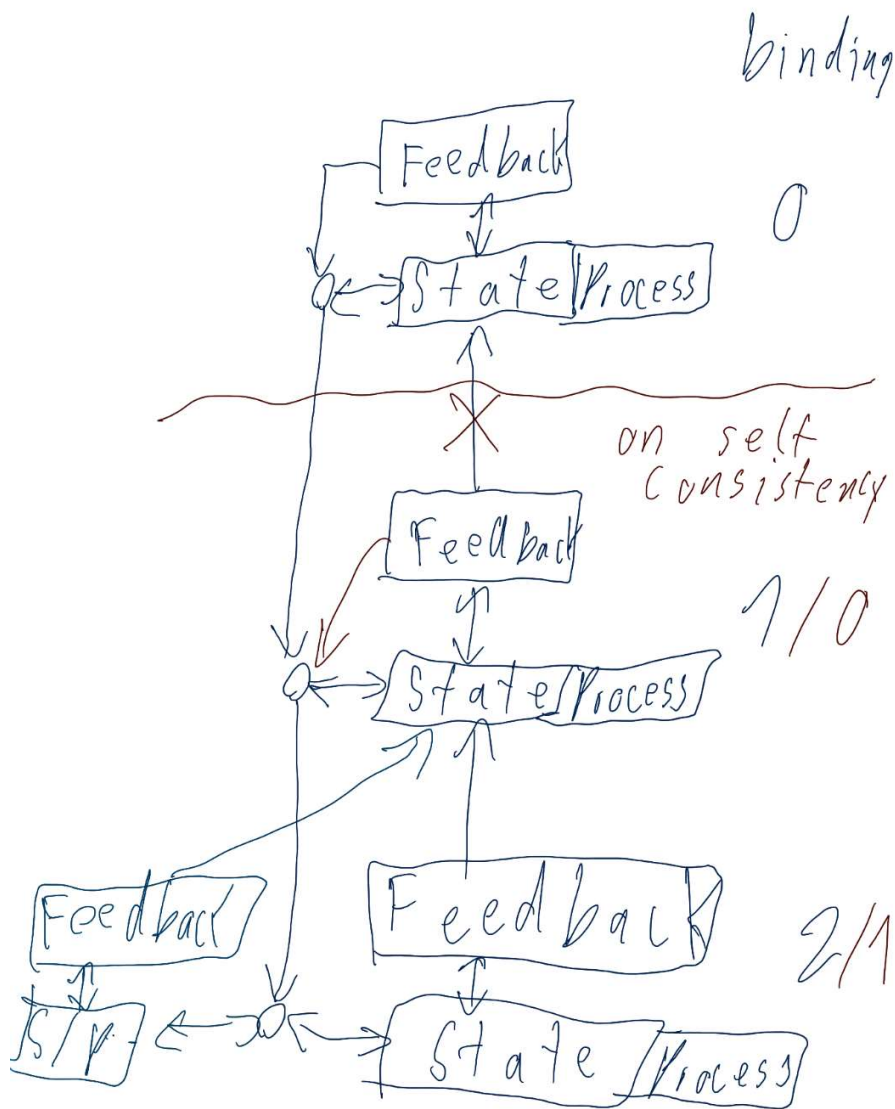 binding
Feedback
0
State Process
on self
consistency
Feedback
1/0
State Process
Feedback
Feedback
2/1
S/P
State Process